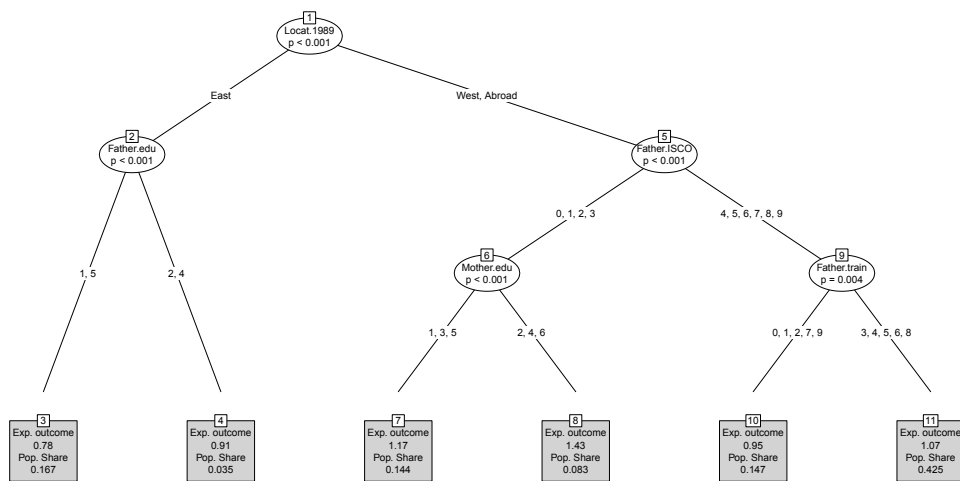 1
Locat.1989
p < 0.001
East
West, Abroad
2
Father.edu
p < 0.001
5
Father.ISCO
p < 0.001
0, 1, 2, 3
4, 5, 6, 7, 8, 9
6
Mother.edu
p < 0.001
9
Father.train
p = 0.004
1, 5
2, 4
1, 3, 5
2, 4, 6
0, 1, 2, 7, 9
3, 4, 5, 6, 8
3
Exp. outcome
0.78
Pop. Share
0.167
4
Exp. outcome
0.91
Pop. Share
0.035
7
Exp. outcome
1.17
Pop. Share
0.144
8
Exp. outcome
1.43
Pop. Share
0.083
10
Exp. outcome
0.95
Pop. Share
0.147
11
Exp. outcome
1.07
Pop. Share
0.425